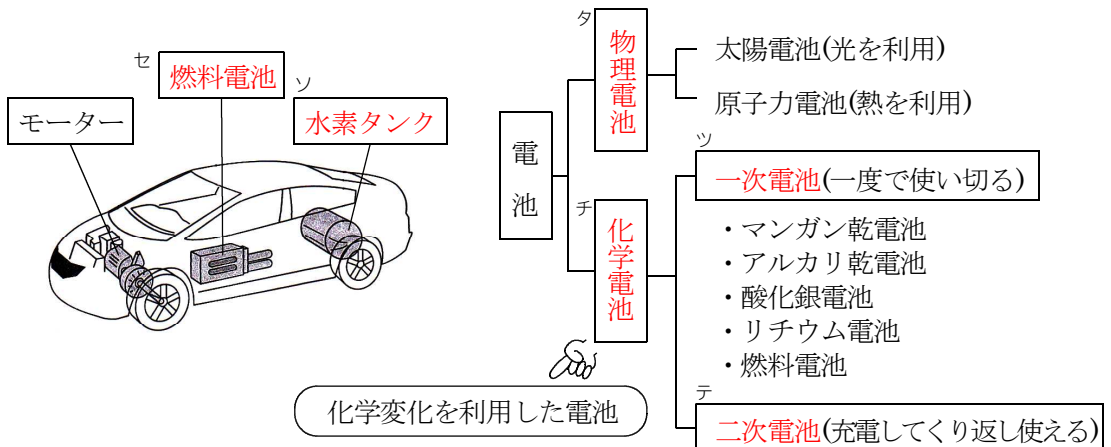 セ
燃料電池
ソ
水素タンク
モーター
電池
タ
物理電池
太陽電池(光を利用)
原子力電池(熱を利用)
チ
化学電池
ツ
一次電池(一度で使い切る)
・マンガン乾電池
・アルカリ乾電池
・酸化銀電池
・リチウム電池
・燃料電池
テ
二次電池(充電してくり返し使える)
化学変化を利用した電池